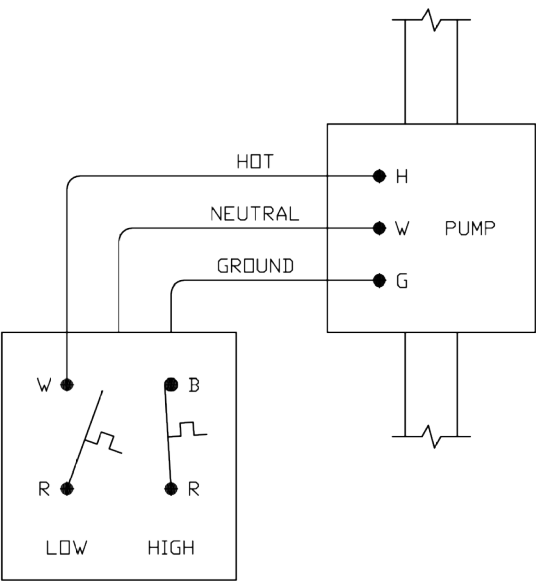 HOT
H
NEUTRAL
W PUMP
GROUND
G
W B
R R
LOW HIGH